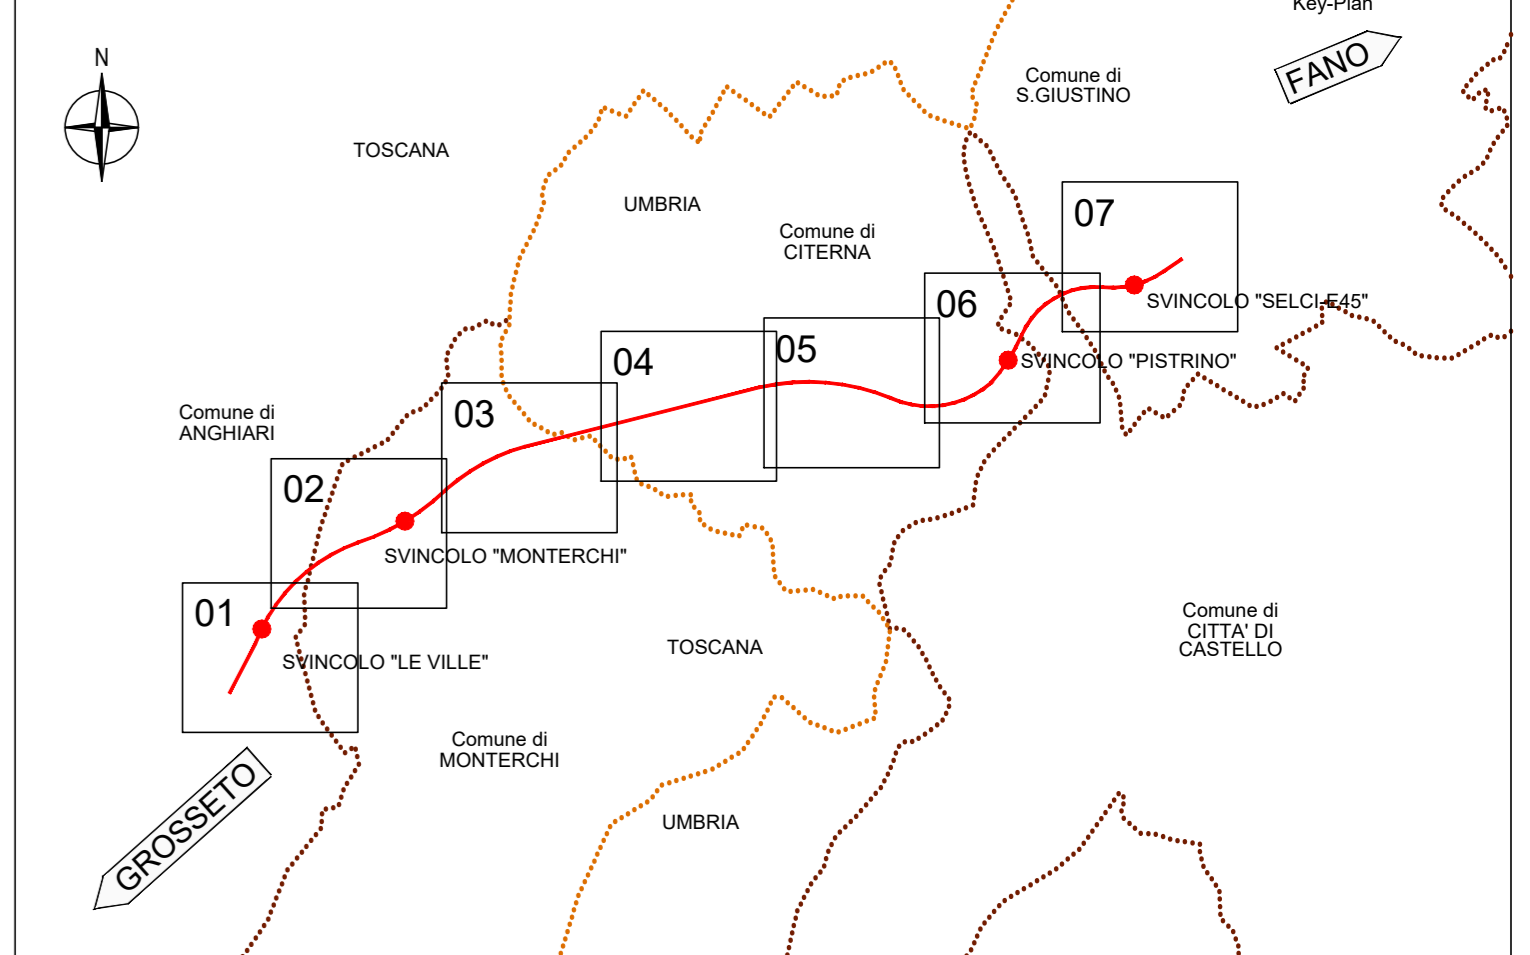 Key-Plan
N
FANO
Comune di
S.GIUSTINO
TOSCANA
UMBRIA
07
Comune di
CITERNA
06
SVINCOLO "SELCI-E45"
05
04
SVINCOLO "PISTRINO"
03
Comune di
ANGHIARI
02
SVINCOLO "MONTERCHI"
01
Comune di
CITTA' DI
CASTELLO
TOSCANA
SVINCOLO "LE VILLE"
Comune di
MONTERCHI
GROSSETO
UMBRIA